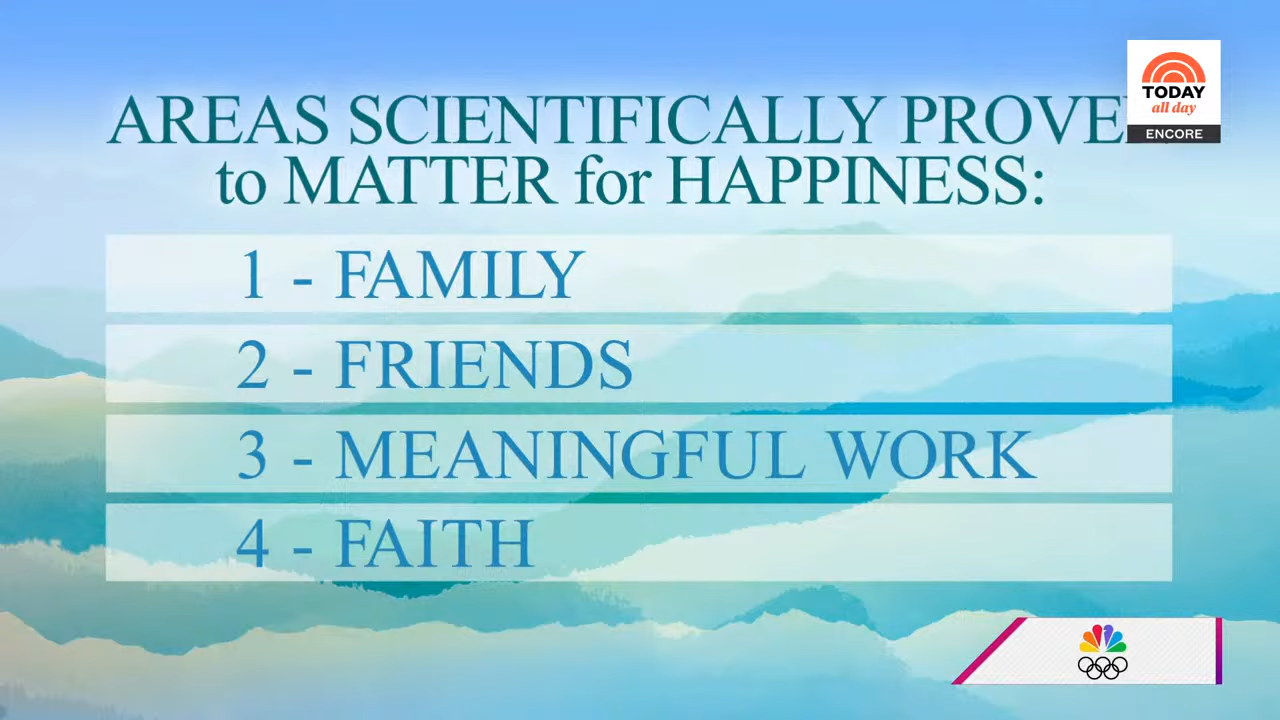 TODAY
all day
ENCORE
AREAS SCIENTIFICALLY PROVE
to MATTER for HAPPINESS:
1 - FAMILY
2 - FRIENDS
3 - MEANINGFUL WORK
4 - FAITH